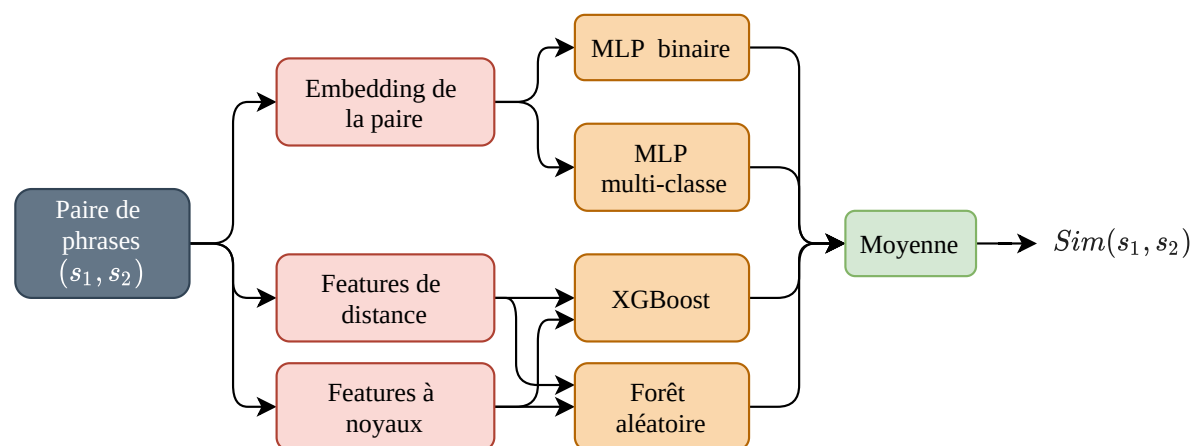 Paire de
phrases
(s₁, s₂)
Embedding de
la paire
Features de
distance
Features à
noyaux
MLP binaire
MLP
multi-classe
XGBoost
Forêt
aléatoire
Moyenne
Sim(s₁, s₂)